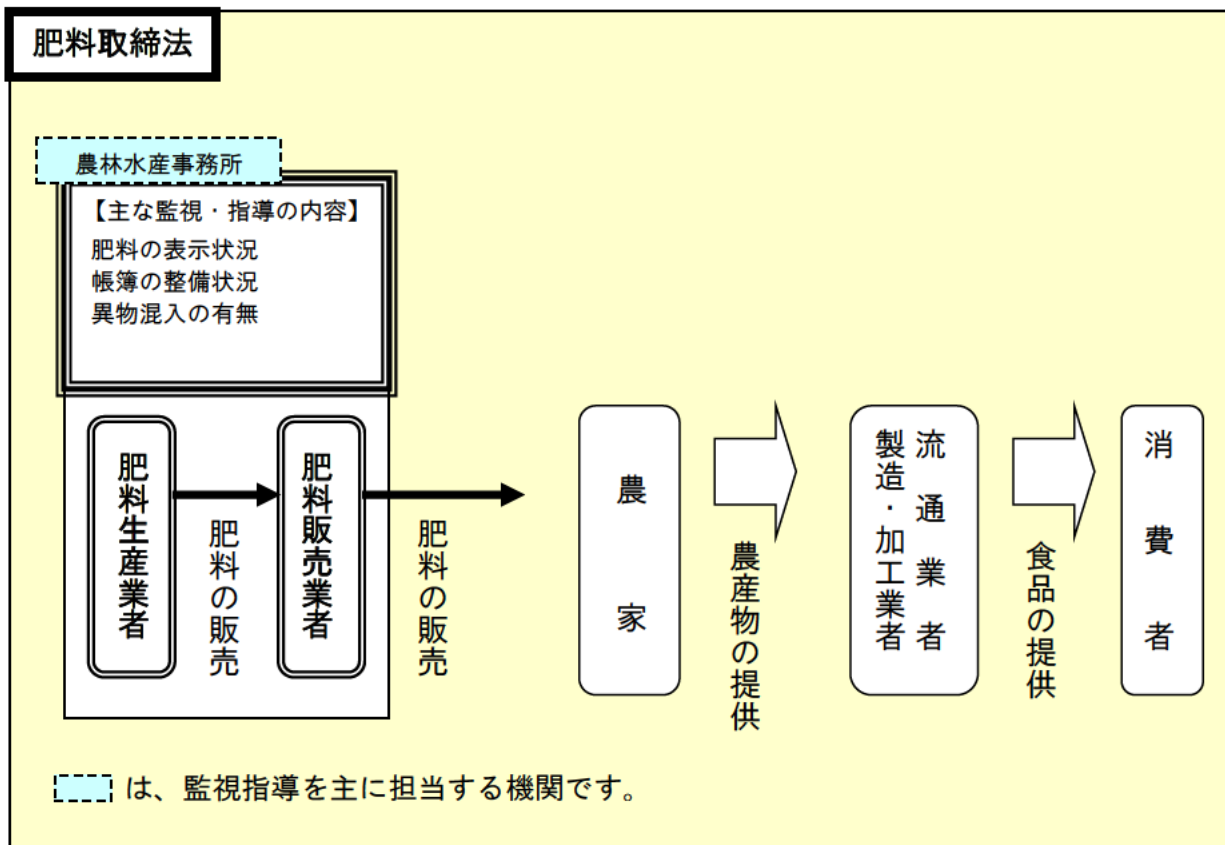 肥料取締法
農林水産事務所
【主な監視・指導の内容】
肥料の表示状況
帳簿の整備状況
異物混入の有無
肥料生産業者
肥料の販売
肥料販売業者
肥料の販売
農家
農産物の提供
流通業者
製造・加工業者
食品の提供
消費者
は、監視指導を主に担当する機関です。